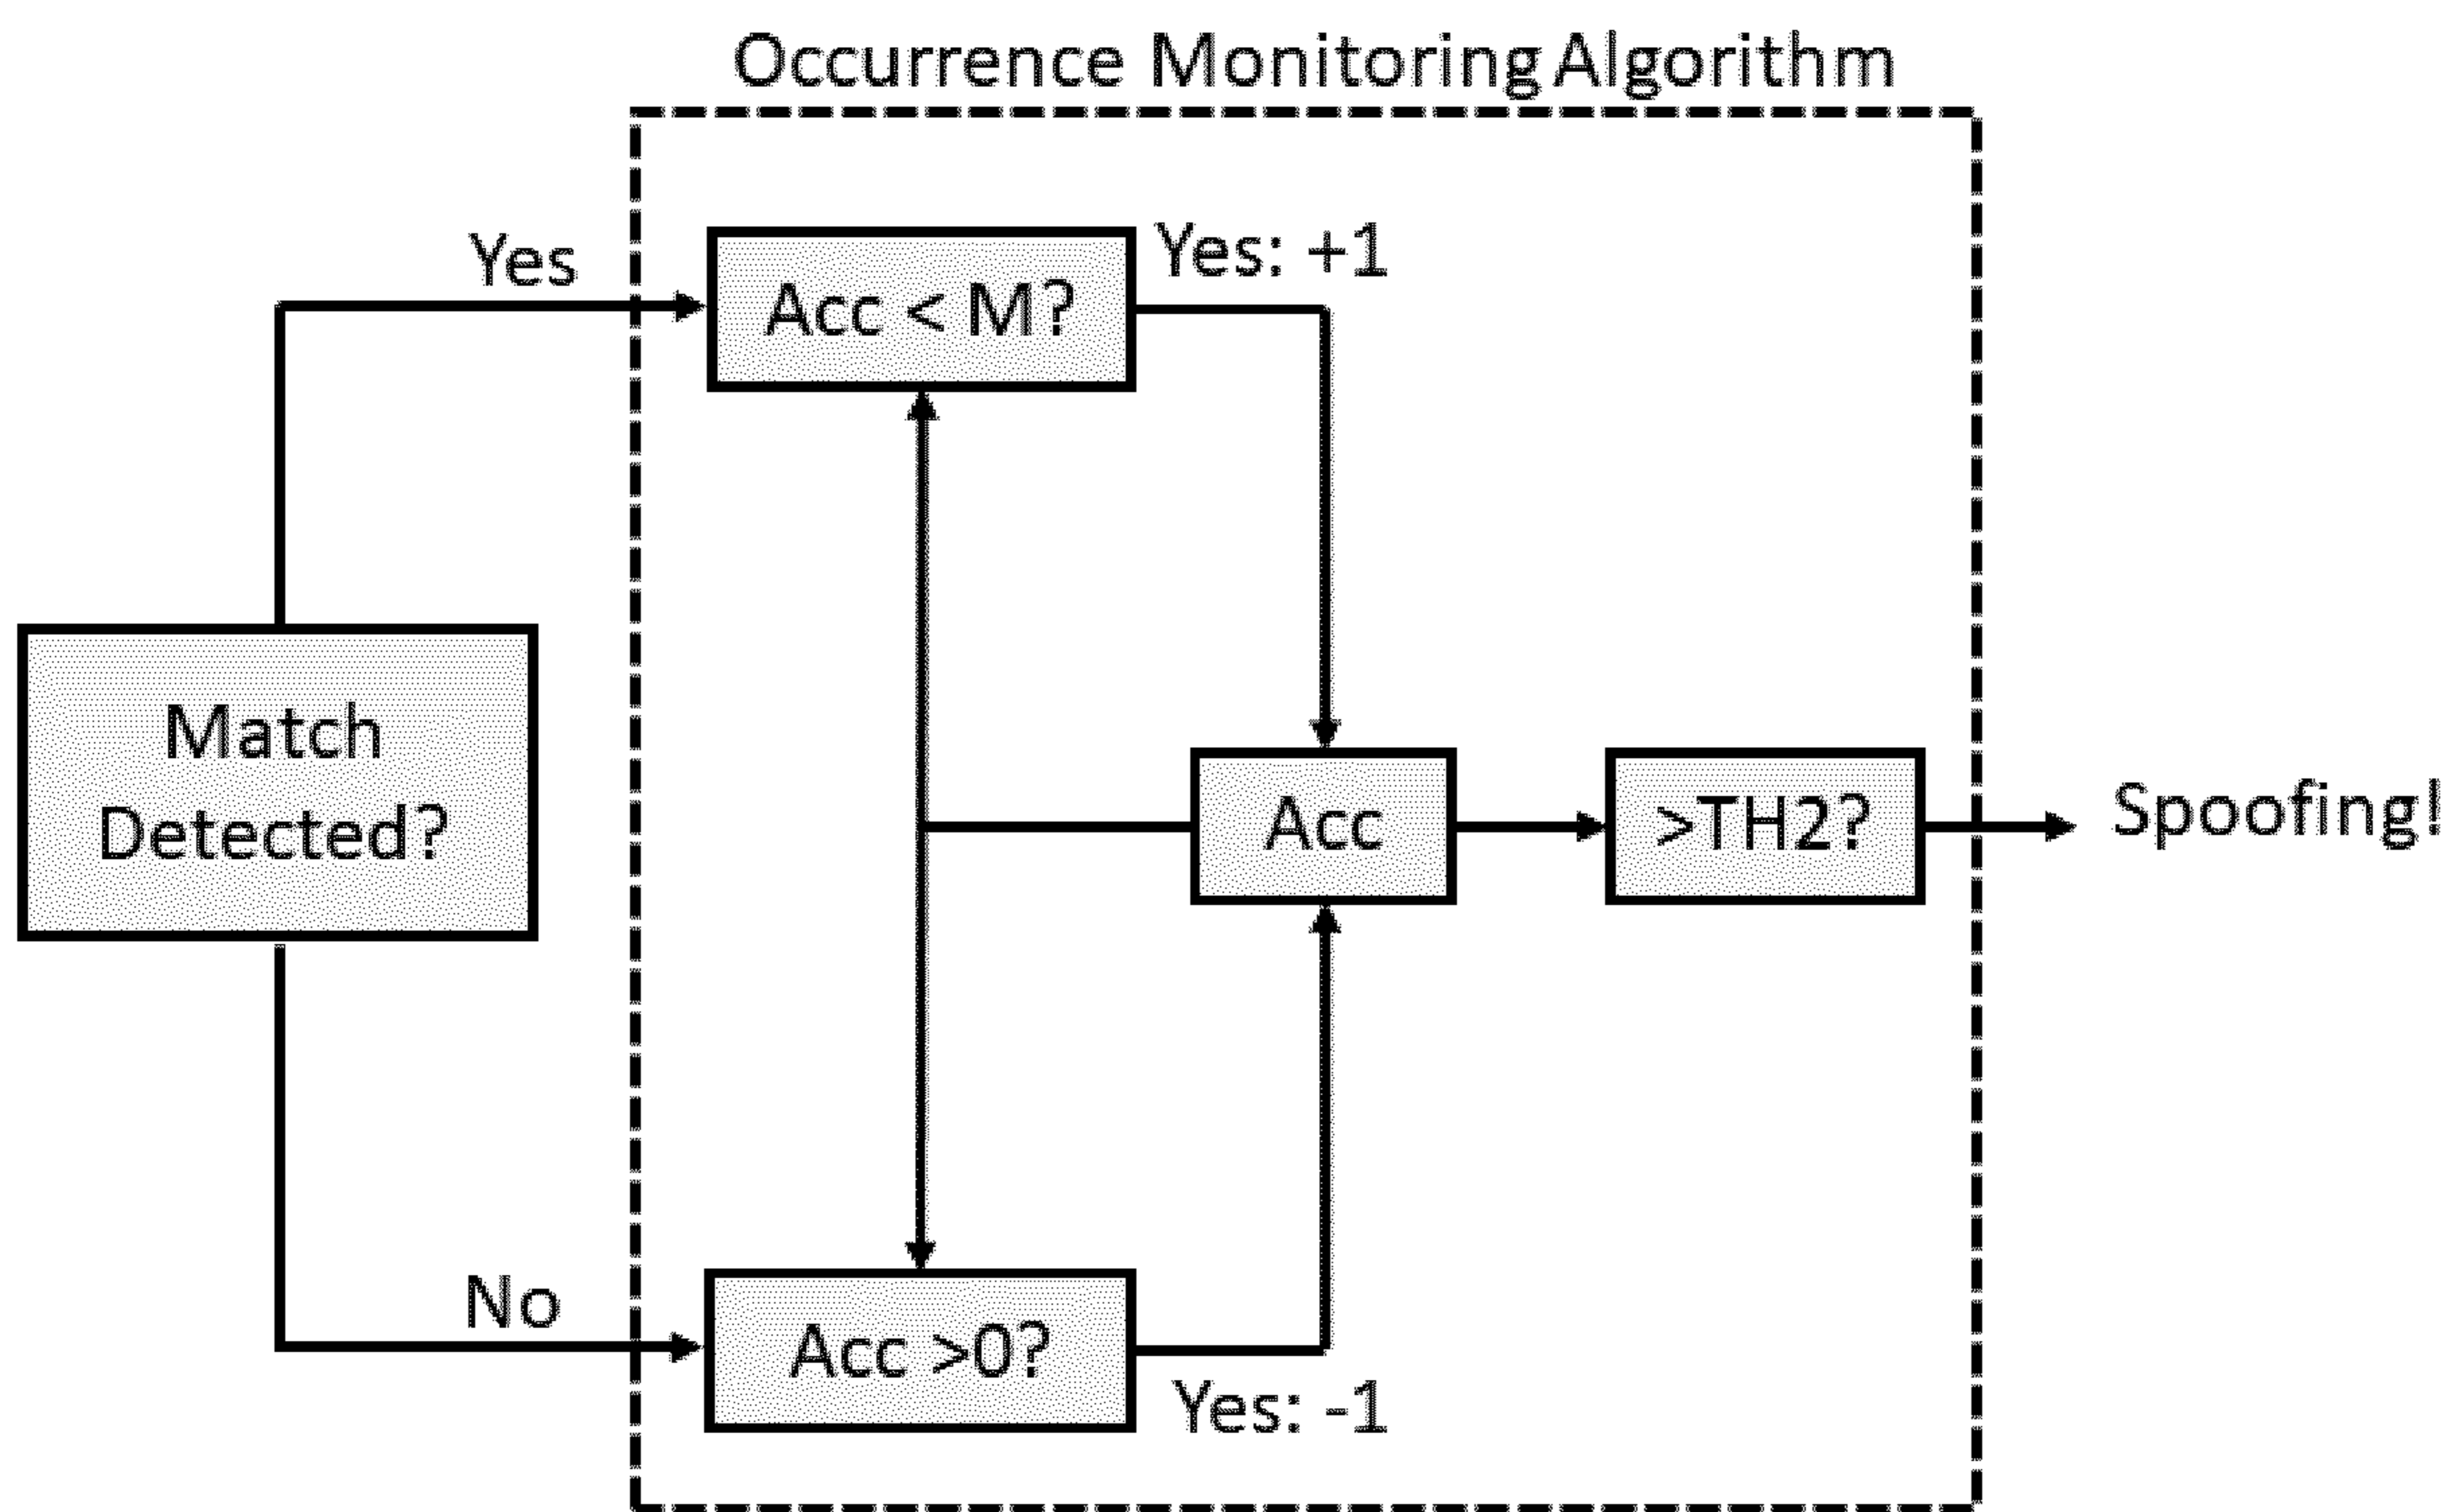 Occurrence Monitoring Algorithm
Yes
Acc < M?
Yes: +1
Match
Detected?
Acc
>TH2?
Spoofing!
No
Acc >0?
Yes: -1